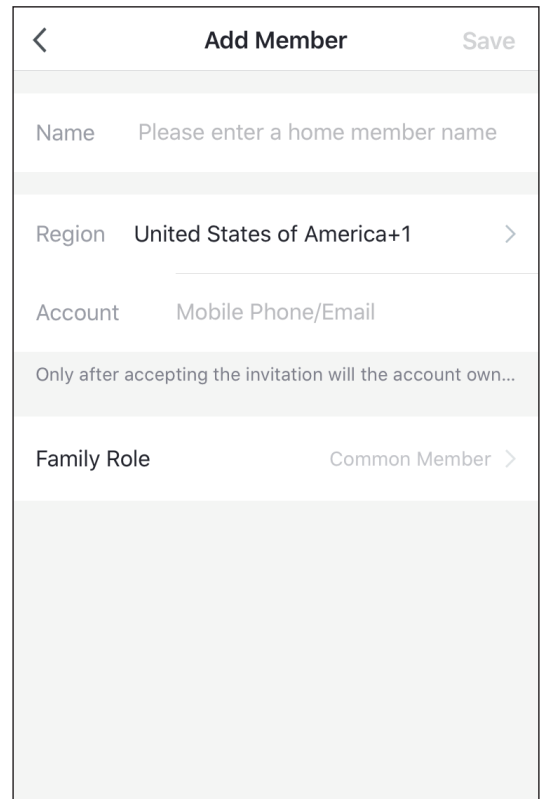 Add Member Save
Name Please enter a home member name
Region United States of America+1
Account Mobile Phone/Email
Only after accepting the invitation will the account own...
Family Role Common Member